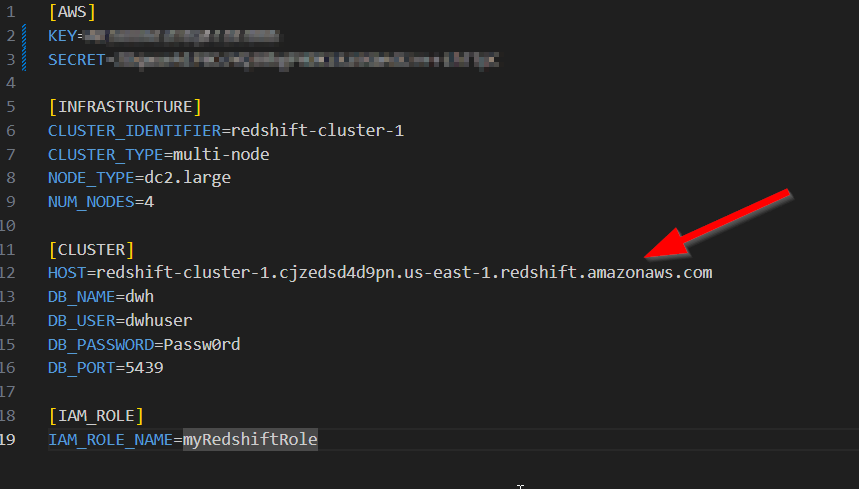 1 [AWS]
2 KEY=
3 SECRET=
4
5 [INFRASTRUCTURE]
6 CLUSTER_IDENTIFIER=redshift-cluster-1
7 CLUSTER_TYPE=multi-node
8 NODE_TYPE=dc2.large
9 NUM_NODES=4
10
11 [CLUSTER]
12 HOST=redshift-cluster-1.cjzedsd4d9pn.us-east-1.redshift.amazonaws.com
13 DB_NAME=dwh
14 DB_USER=dwhuser
15 DB_PASSWORD=Passw0rd
16 DB_PORT=5439
17
18 [IAM_ROLE]
19 IAM_ROLE_NAME=myRedshiftRole